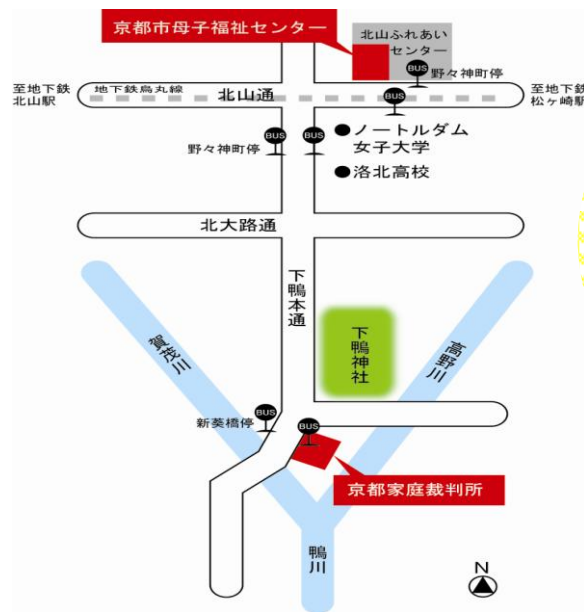 京都市母子福祉センター
北山ふれあい
センター
BUS
野々神町停
至地下鉄
北山駅
地下鉄烏丸線
北山通
BUS
至地下鉄
松ヶ崎駅
BUS
BUS
野々神町停
●ノートルダム
女子大学
●洛北高校
北大路通
下鴨本通
下鴨神社
賀茂川
高野川
新葵橋停
BUS
BUS
京都家庭裁判所
鴨川
N